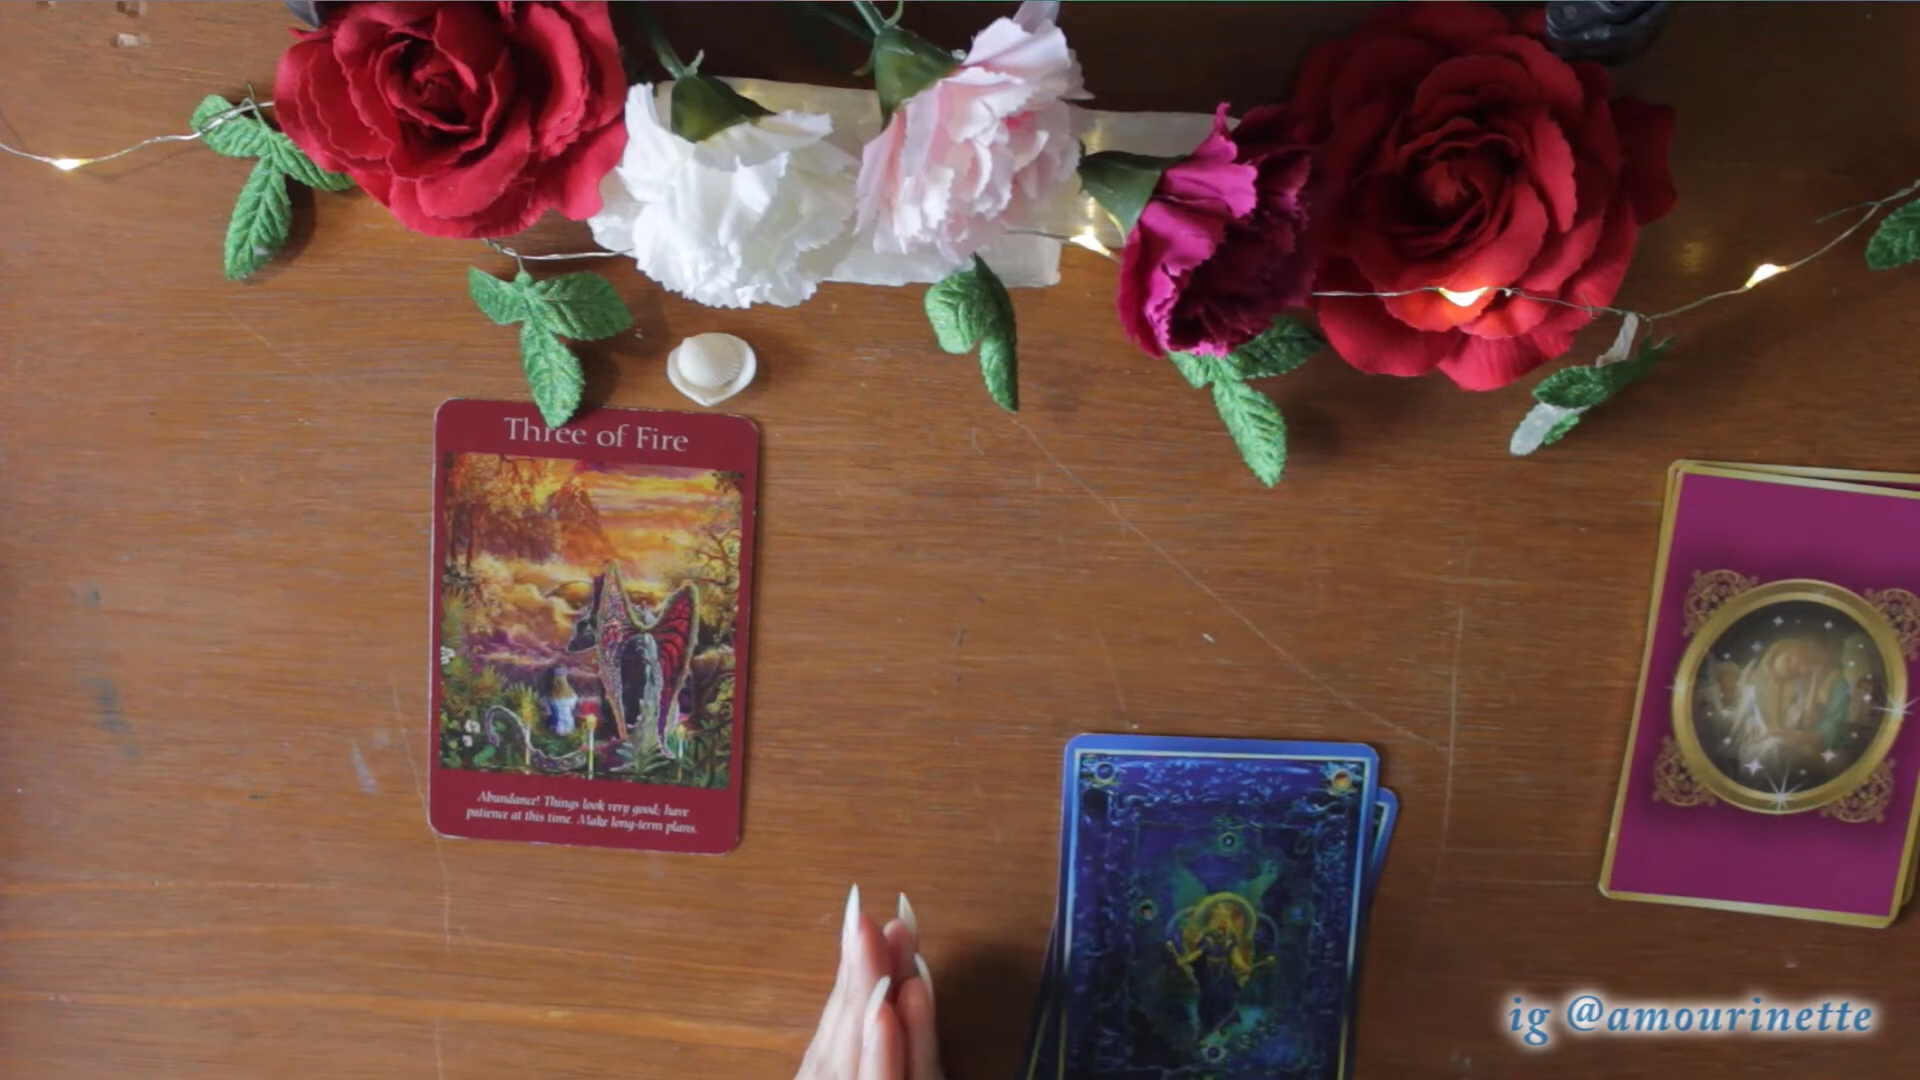 Three of Fire
Abundance! Things look very good; have
patience at this time. Make long-term plans.
ig @amourinette